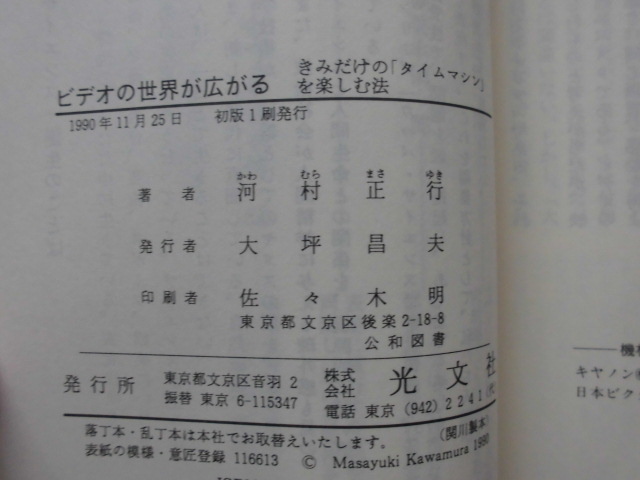 ビデオの世界が広がる
きみだけの「タイムマシン」
を楽しむ法
1990年11月25日 初版1刷発行
かわ むら まさ ゆき
著者 河村正行
発行者 大坪昌夫
印刷者 佐々木明
東京都文京区後楽2-18-8
公和図書
発行所 東京都文京区音羽2 株式会社 光文社
振替 東京6-115347 電話 東京(942)2241
落丁本・乱丁本は本社でお取替えいたします。 (関川製本)
表紙の模様・意匠登録 116613 © Masayuki Kawamura 1990
機
キヤノン
日本ビク